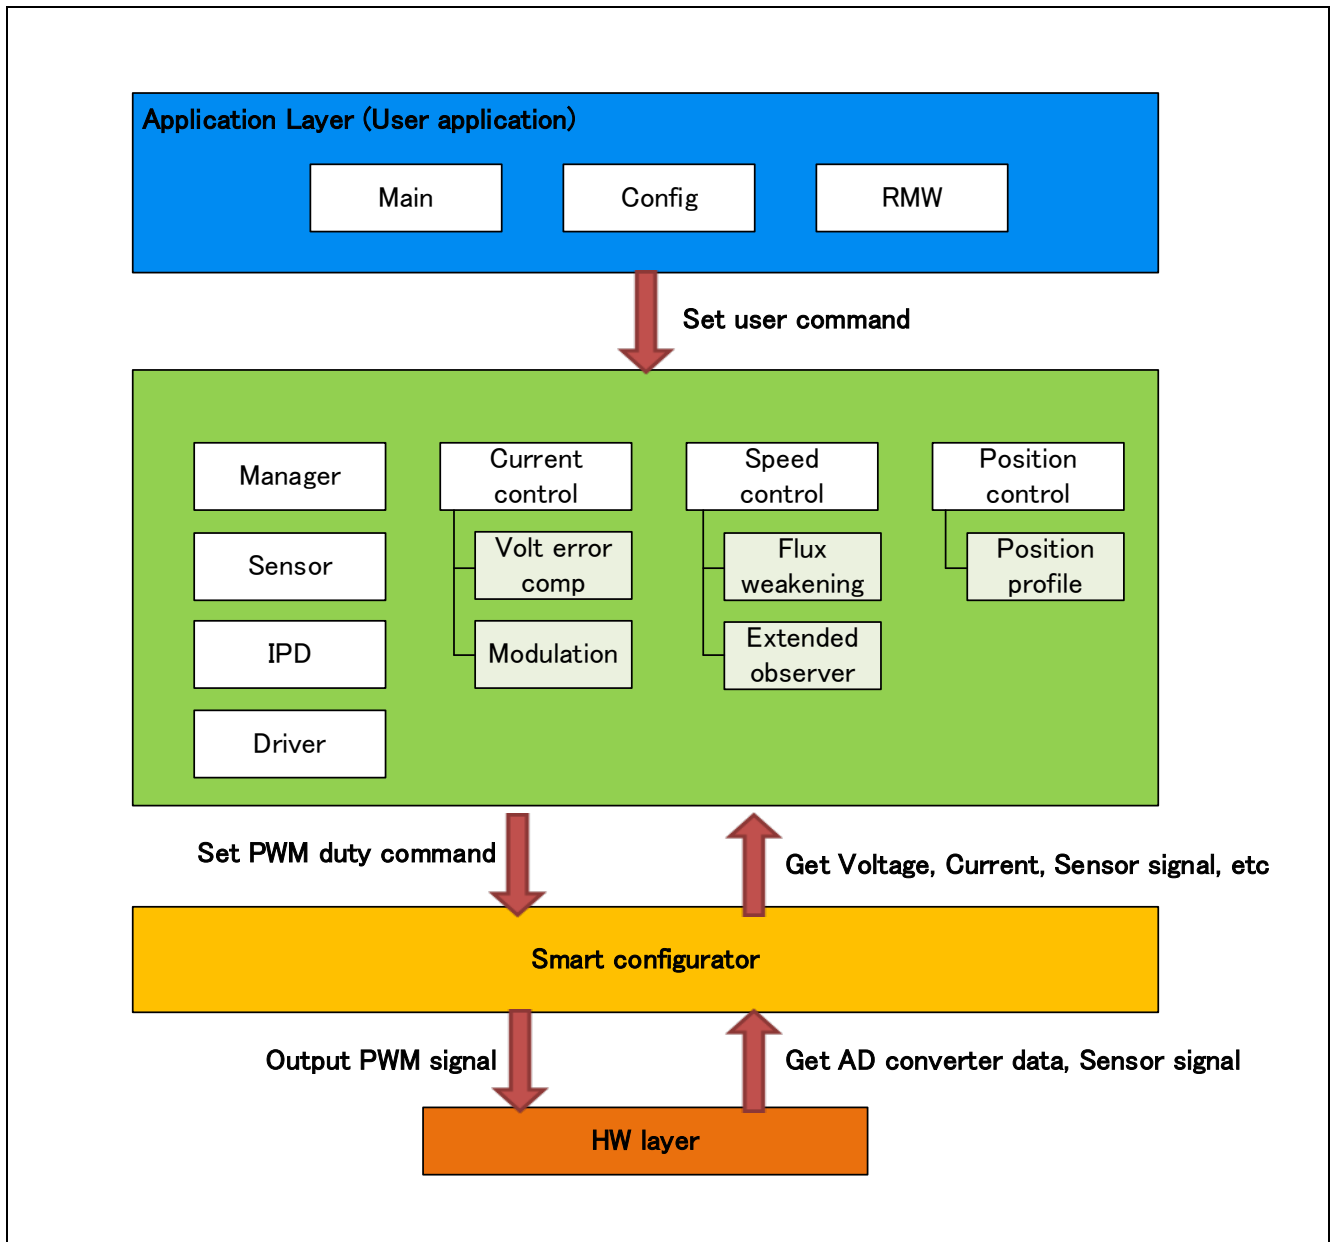 Application Layer (User application)
Main
Config
RMW
Set user command
Manager
Current
control
Speed
control
Position
control
Sensor
Volt error
comp
Flux
weakening
Position
profile
IPD
Modulation
Extended
observer
Driver
Set PWM duty command
Get Voltage, Current, Sensor signal, etc
Smart configurator
Output PWM signal
Get AD converter data, Sensor signal
HW layer